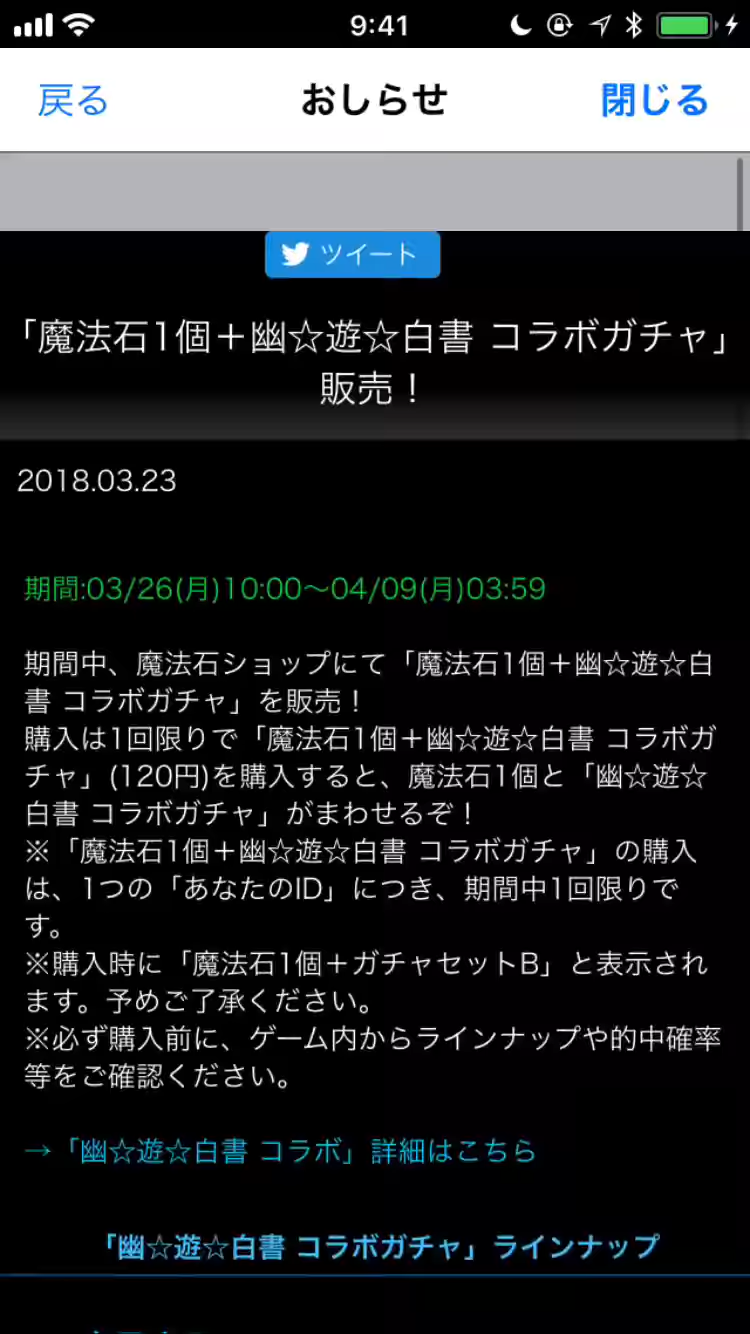 9:41
戻る
おしらせ
閉じる
ツイート
「魔法石1個＋幽☆遊☆白書 コラボガチャ」
販売！
2018.03.23
期間:03/26(月)10:00〜04/09(月)03:59
期間中、魔法石ショップにて「魔法石1個＋幽☆遊☆白
書 コラボガチャ」を販売！
購入は1回限りで「魔法石1個＋幽☆遊☆白書 コラボガ
チャ」(120円)を購入すると、魔法石1個と「幽☆遊☆
白書 コラボガチャ」がまわせるぞ！
※「魔法石1個＋幽☆遊☆白書 コラボガチャ」の購入
は、1つの「あなたのID」につき、期間中1回限りで
す。
※購入時に「魔法石1個＋ガチャセットB」と表示され
ます。予めご了承ください。
※必ず購入前に、ゲーム内からラインナップや的中確率
等をご確認ください。
→「幽☆遊☆白書 コラボ」詳細はこちら
「幽☆遊☆白書 コラボガチャ」ラインナップ